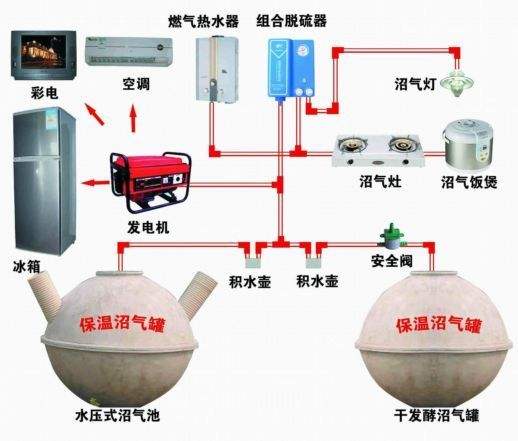 燃气热水器
组合脱硫器
彩电
空调
沼气灯
沼气灶
沼气饭煲
发电机
冰箱
积水壶
积水壶
安全阀
保温沼气罐
保温沼气罐
水压式沼气池
干发酵沼气罐